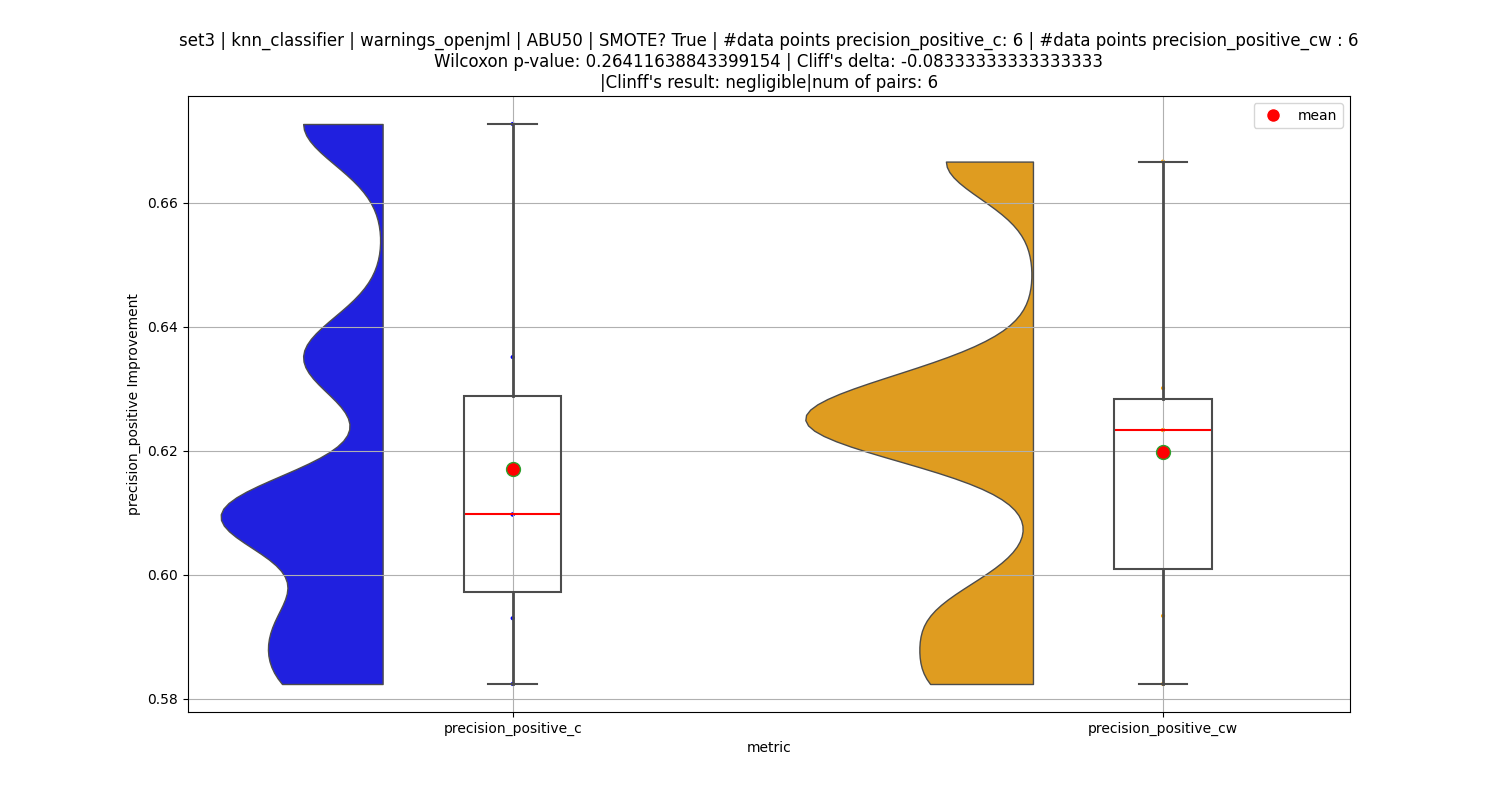 set3 | knn_classifier | warnings_openjml | ABU50 | SMOTE? True | #data points precision_positive_c: 6 | #data points precision_positive_cw : 6
Wilcoxon p-value: 0.26411638843399154 | Cliff's delta: -0.08333333333333333
|Clinff's result: negligible|num of pairs: 6
mean
precision_positive Improvement
0.66
0.64
0.62
0.60
0.58
precision_positive_c
precision_positive_cw
metric